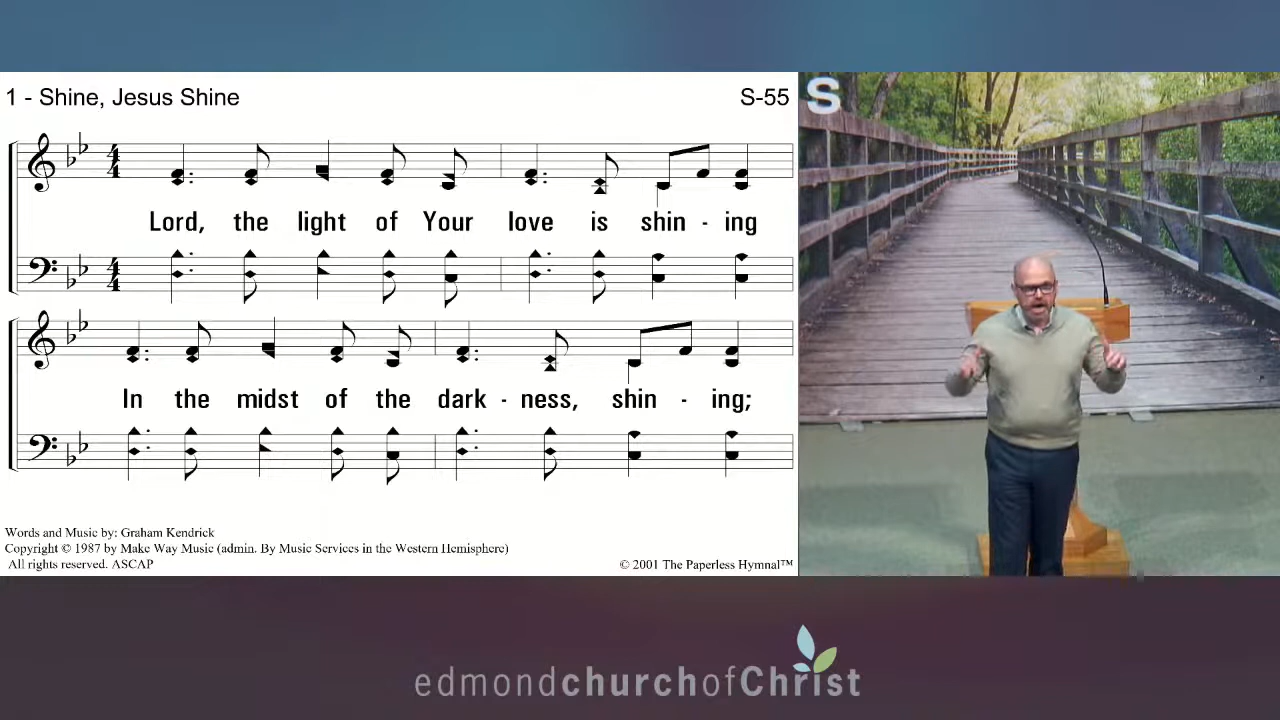 1 - Shine, Jesus Shine
S-55
Lord, the light of Your love is shin - ing
In the midst of the dark - ness, shin - ing;
Words and Music by: Graham Kendrick
Copyright © 1987 by Make Way Music (admin. By Music Services in the Western Hemisphere)
All rights reserved. ASCAP
© 2001 The Paperless Hymnal™
S
edmondchurchofChrist